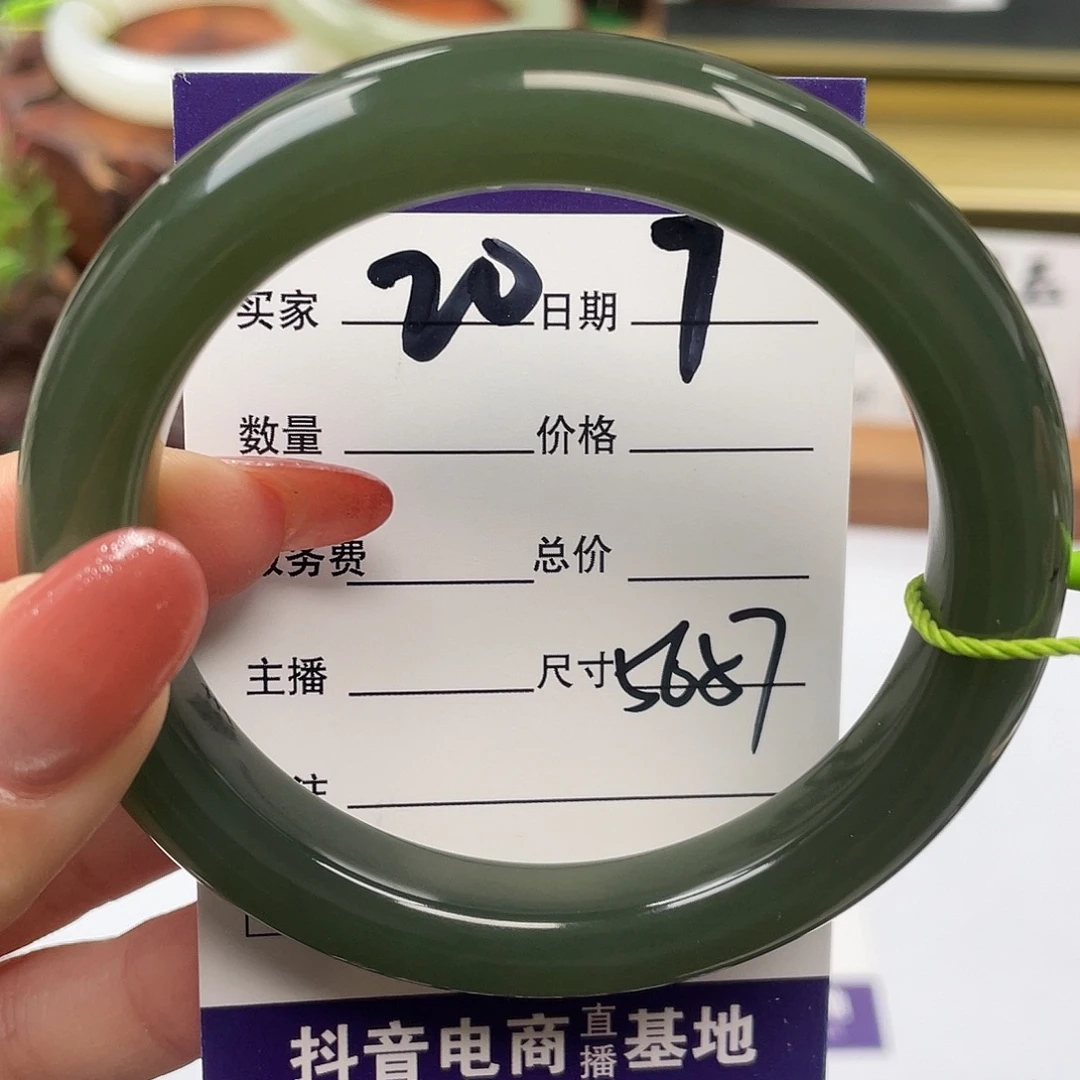 买家 20 日期 7
数量 价格
务费 总价
主播 尺寸 5687
注
抖音电商直播基地